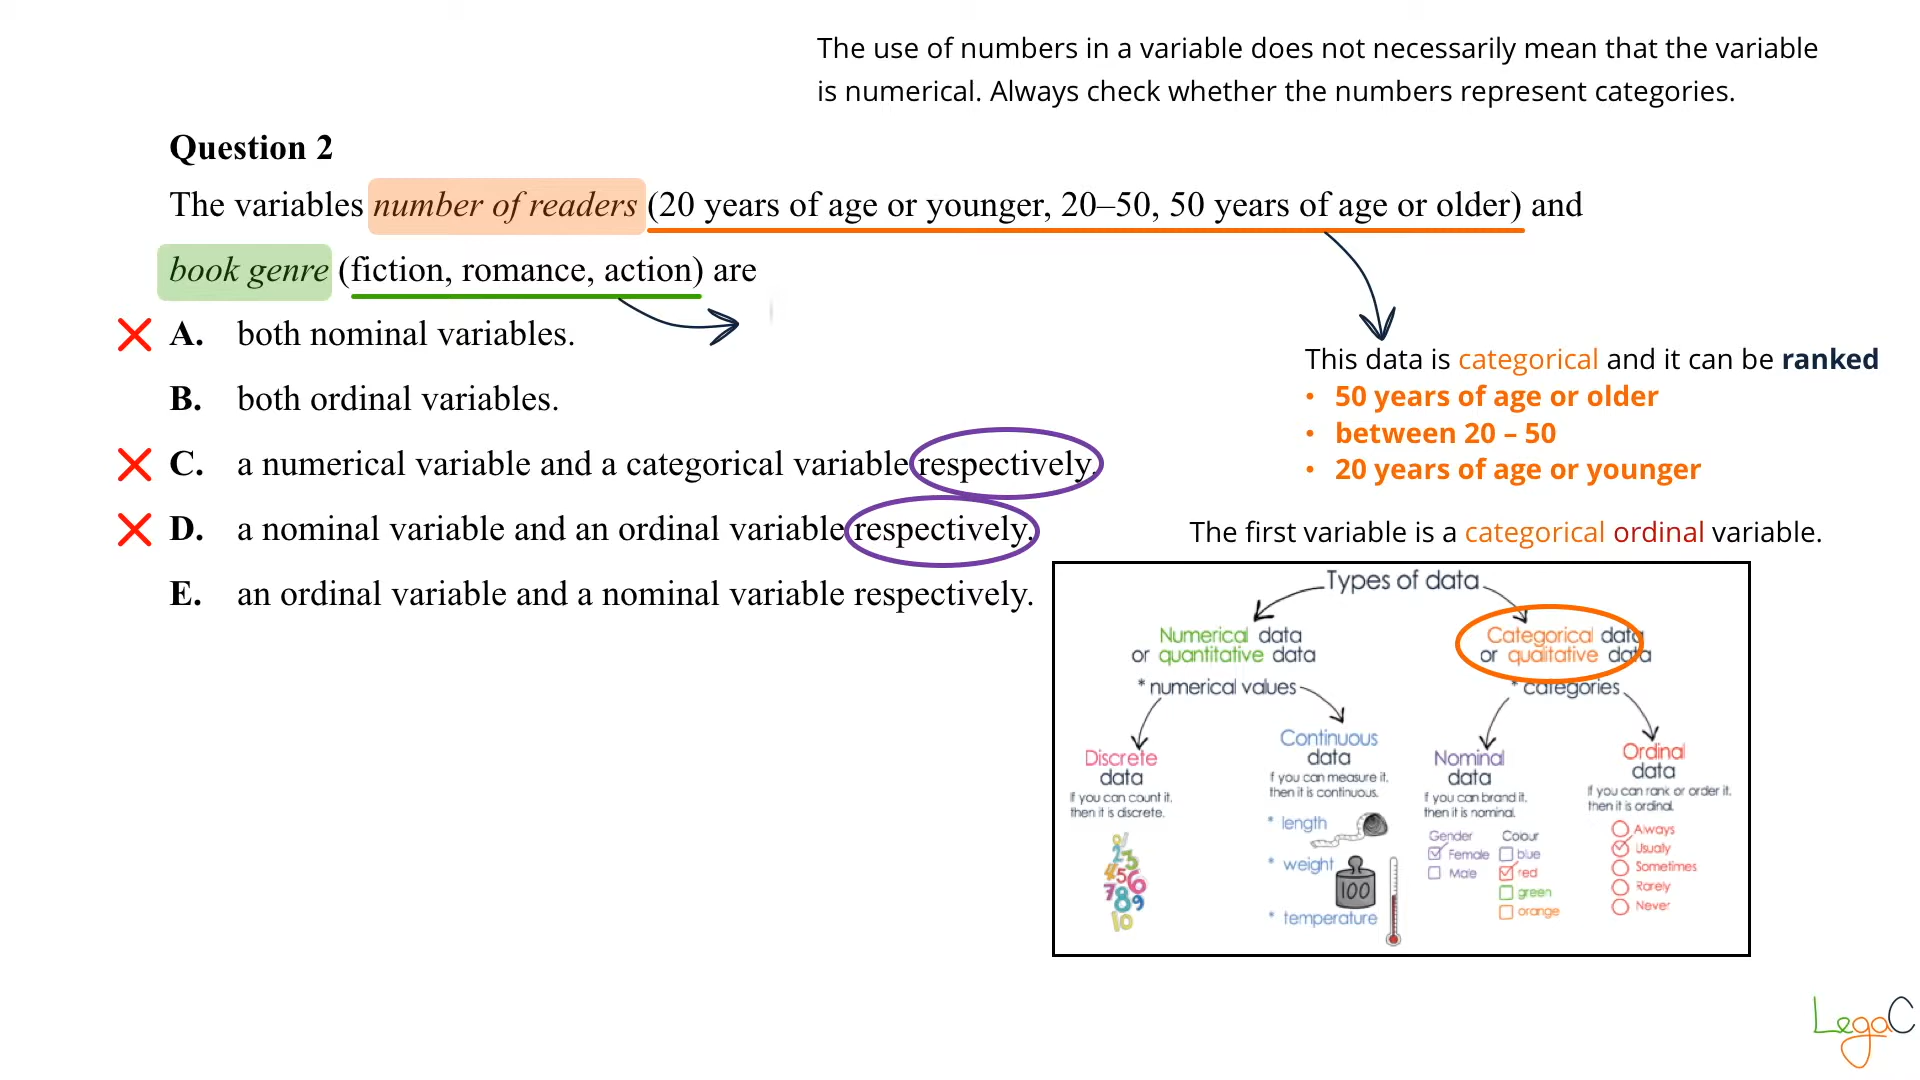 The use of numbers in a variable does not necessarily mean that the variable
is numerical. Always check whether the numbers represent categories.
Question 2
The variables number of readers (20 years of age or younger, 20–50, 50 years of age or older) and
book genre (fiction, romance, action) are
A. both nominal variables.
B. both ordinal variables.
C. a numerical variable and a categorical variable respectively.
D. a nominal variable and an ordinal variable respectively.
E. an ordinal variable and a nominal variable respectively.
This data is categorical and it can be ranked
• 50 years of age or older
• between 20 – 50
• 20 years of age or younger
The first variable is a categorical ordinal variable.
Types of data
Numerical data
or quantitative data
* numerical values
Categorical data
or qualitative data
* categories
Discrete
data
If you can count it,
then it is discrete.
Continuous
data
f you can measure it,
then it is continuous.
* length
* weight
100
* temperature
Nominal
data
f you can brand it,
then it is nominal.
Gender
Female
Male
Colour
blue
red
green
orange
Ordinal
data
If you can rank or order it,
then it is ordinal.
Always
Usually
Sometimes
Rarely
Never
LegaC